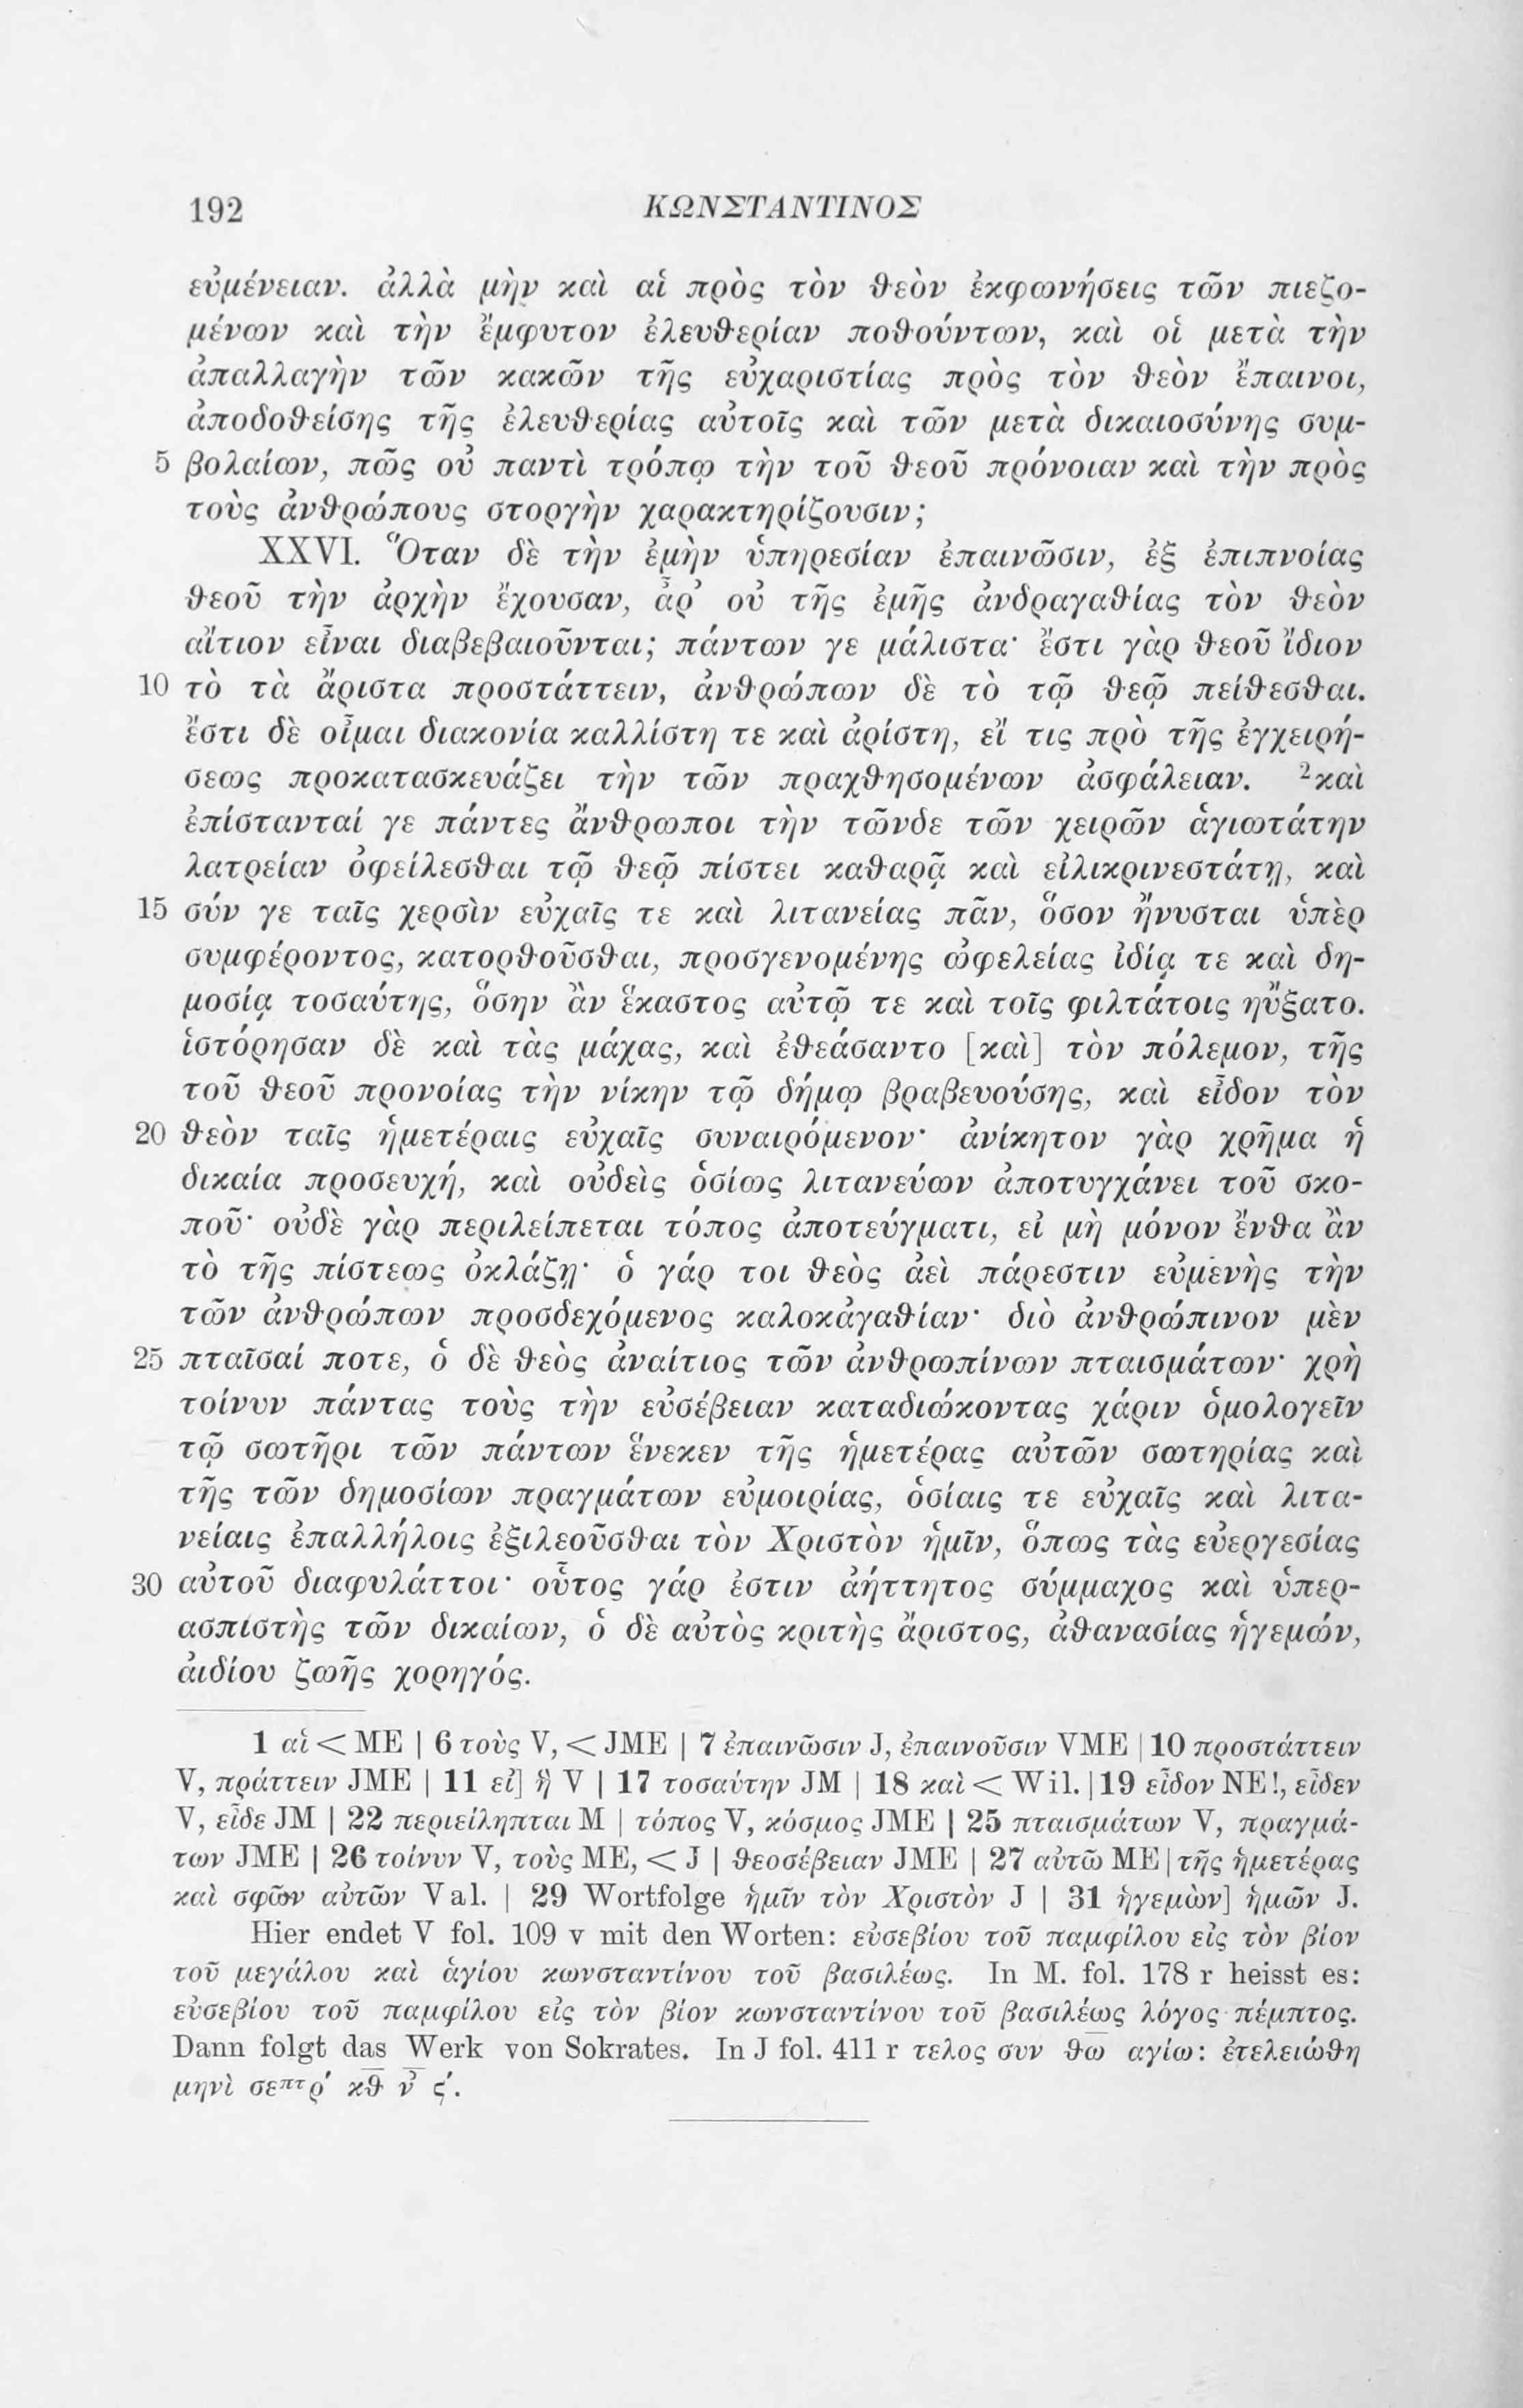 192 ΚΩΝΣΤΑΝΤΙΝΟΣ
εὐμένειαν. ἀλλὰ μὴν καὶ αἱ πρὸς τὸν θεὸν ἐκφωνήσεις τῶν πιεζο-
μένων καὶ τὴν ἔμφυτον ἐλευθερίαν ποθούντων, καὶ οἱ μετὰ τὴν
ἀπαλλαγὴν τῶν κακῶν τῆς εὐχαριστίας πρὸς τὸν θεὸν ἔπαινοι,
ἀποδοθείσης τῆς ἐλευθερίας αὐτοῖς καὶ τῶν μετὰ δικαιοσύνης συμ-
5 βολαίων, πῶς οὐ παντὶ τρόπῳ τὴν τοῦ θεοῦ πρόνοιαν καὶ τὴν πρὸς
τοὺς ἀνθρώπους στοργὴν χαρακτηρίζουσιν;
XXVI. Ὅταν δὲ τὴν ἐμὴν ὑπηρεσίαν ἐπαινῶσιν, ἐξ ἐπιπνοίας
θεοῦ τὴν ἀρχὴν ἔχουσαν, ἆρ' οὐ τῆς ἐμῆς ἀνδραγαθίας τὸν θεὸν
αἴτιον εἶναι διαβεβαιοῦνται; πάντων γε μάλιστα· ἔστι γὰρ θεοῦ ἴδιον
10 τὸ τὰ ἄριστα προστάττειν, ἀνθρώπων δὲ τὸ τῷ θεῷ πείθεσθαι.
ἔστι δὲ οἶμαι διακονία καλλίστη τε καὶ ἀρίστη, εἴ τις πρὸ τῆς ἐγχειρή-
σεως προκατασκευάζει τὴν τῶν πραχθησομένων ἀσφάλειαν. ²καὶ
ἐπίστανταί γε πάντες ἄνθρωποι τὴν τῶνδε τῶν χειρῶν ἁγιωτάτην
λατρείαν ὀφείλεσθαι τῷ θεῷ πίστει καθαρᾷ καὶ εἰλικρινεστάτῃ, καὶ
15 σύν γε ταῖς χερσὶν εὐχαῖς τε καὶ λιτανείας πᾶν, ὅσον ἤνυσται ὑπὲρ
συμφέροντος, κατορθοῦσθαι, προσγενομένης ὠφελείας ἰδίᾳ τε καὶ δη-
μοσίᾳ τοσαύτης, ὅσην ἂν ἕκαστος αὑτῷ τε καὶ τοῖς φιλτάτοις ηὔξατο.
ἱστόρησαν δὲ καὶ τὰς μάχας, καὶ ἐθεάσαντο [καὶ] τὸν πόλεμον, τῆς
τοῦ θεοῦ προνοίας τὴν νίκην τῷ δήμῳ βραβευούσης, καὶ εἶδον τὸν
20 θεὸν ταῖς ἡμετέραις εὐχαῖς συναιρόμενον· ἀνίκητον γὰρ χρῆμα ἡ
δικαία προσευχή, καὶ οὐδεὶς ὁσίως λιτανεύων ἀποτυγχάνει τοῦ σκο-
ποῦ· οὐδὲ γὰρ περιλείπεται τόπος ἀποτεύγματι, εἰ μὴ μόνον ἔνθα ἂν
τὸ τῆς πίστεως ὀκλάζῃ· ὁ γάρ τοι θεὸς ἀεὶ πάρεστιν εὐμενὴς τὴν
τῶν ἀνθρώπων προσδεχόμενος καλοκἀγαθίαν· διὸ ἀνθρώπινον μὲν
25 πταῖσαί ποτε, ὁ δὲ θεὸς ἀναίτιος τῶν ἀνθρωπίνων πταισμάτων· χρὴ
τοίνυν πάντας τοὺς τὴν εὐσέβειαν καταδιώκοντας χάριν ὁμολογεῖν
τῷ σωτῆρι τῶν πάντων ἕνεκεν τῆς ἡμετέρας αὐτῶν σωτηρίας καὶ
τῆς τῶν δημοσίων πραγμάτων εὐμοιρίας, ὁσίαις τε εὐχαῖς καὶ λιτα-
νείαις ἐπαλλήλοις ἐξιλεοῦσθαι τὸν Χριστὸν ἡμῖν, ὅπως τὰς εὐεργεσίας
30 αὐτοῦ διαφυλάττοι· οὗτος γάρ ἐστιν ἀήττητος σύμμαχος καὶ ὑπερ-
ασπιστὴς τῶν δικαίων, ὁ δὲ αὐτὸς κριτὴς ἄριστος, ἀθανασίας ἡγεμών,
ἀιδίου ζωῆς χορηγός.
1 αἱ < ME | 6 τοὺς V, < JME | 7 ἐπαινῶσιν J, ἐπαινοῦσιν VME | 10 προστάττειν
V, πράττειν JME | 11 εἰ] ἢ V | 17 τοσαύτην JM | 18 καὶ < Wil. | 19 εἶδον NE!, εἶδεν
V, εἶδε JM | 22 περιείληπται M | τόπος V, κόσμος JME | 25 πταισμάτων V, πραγμά-
των JME | 26 τοίνυν V, τοὺς ME, < J | θεοσέβειαν JME | 27 αὐτῶ ME | τῆς ἡμετέρας
καὶ σφῶν αὐτῶν Val. | 29 Wortfolge ἡμῖν τὸν Χριστὸν J | 31 ἡγεμὼν] ἡμῶν J.
Hier endet V fol. 109 v mit den Worten: εὐσεβίου τοῦ παμφίλου εἰς τὸν βίον
τοῦ μεγάλου καὶ ἁγίου κωνσταντίνου τοῦ βασιλέως. In M. fol. 178 r heisst es:
εὐσεβίου τοῦ παμφίλου εἰς τὸν βίον κωνσταντίνου τοῦ βασιλέως λόγος πέμπτος.
Dann folgt das Werk von Sokrates. In J fol. 411 r τελος συν θω αγίω: ἐτελειώθη
μηνὶ σεπτρ' κθ